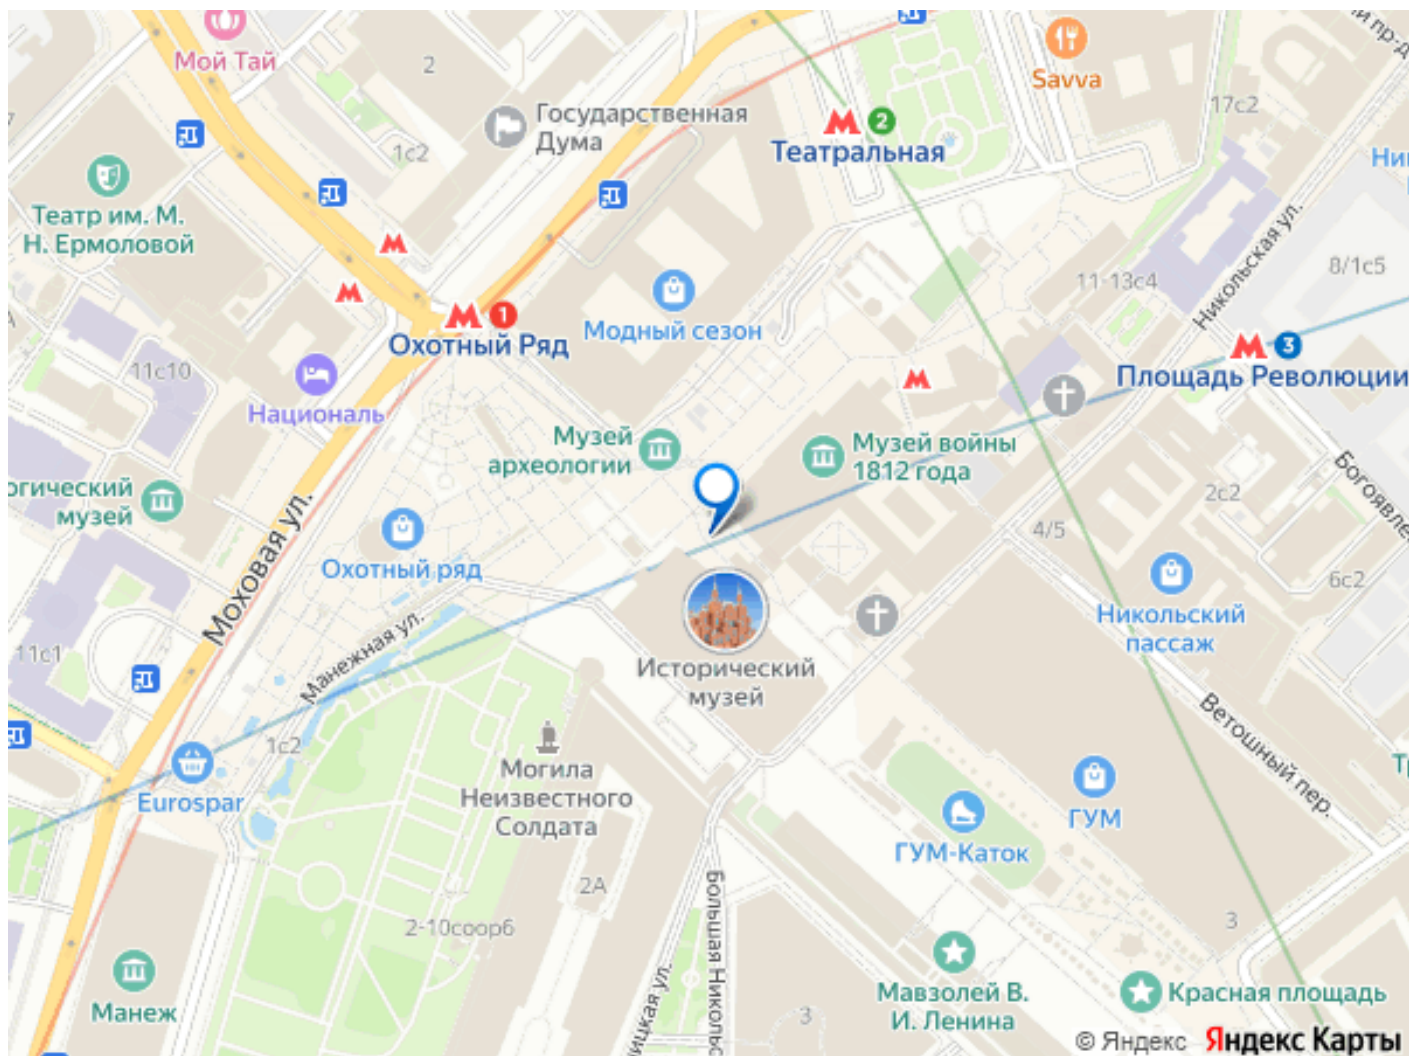 Мой Тай
2
Государственная
Дума
1с2
Savva
17с2
2
Театральная
Театр им. М.
Н. Ермоловой
8/1с5
11-13с4
Никольская ул.
1
Охотный Ряд
Модный сезон
3
Площадь Революции
11с10
Националь
Музей
археологии
Музей войны
1812 года
2с2
Моховая ул.
музей
4/5
Охотный ряд
6с2
Никольский
пассаж
Манежная ул.
11с1
Исторический
музей
Ветошный пер.
1с2
Eurospar
Могила
Неизвестного
Солдата
ГУМ
ГУМ-Каток
2А
2-10соор6
3
Манеж
Мавзолей В.
И. Ленина
Красная площадь
3
© Яндекс Яндекс Карты